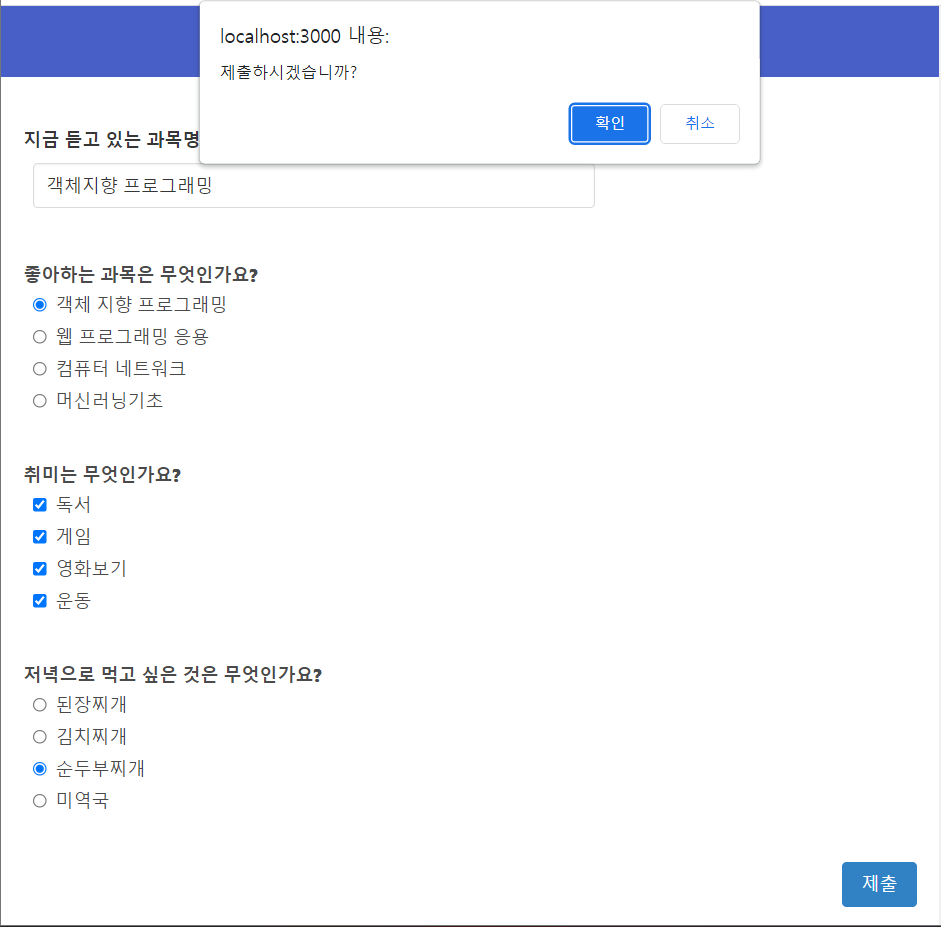 localhost:3000 내용:
제출하시겠습니까?
확인 취소
지금 듣고 있는 과목명
객체지향 프로그래밍
좋아하는 과목은 무엇인가요?
객체 지향 프로그래밍
웹 프로그래밍 응용
컴퓨터 네트워크
머신러닝기초
취미는 무엇인가요?
독서
게임
영화보기
운동
저녁으로 먹고 싶은 것은 무엇인가요?
된장찌개
김치찌개
순두부찌개
미역국
제출